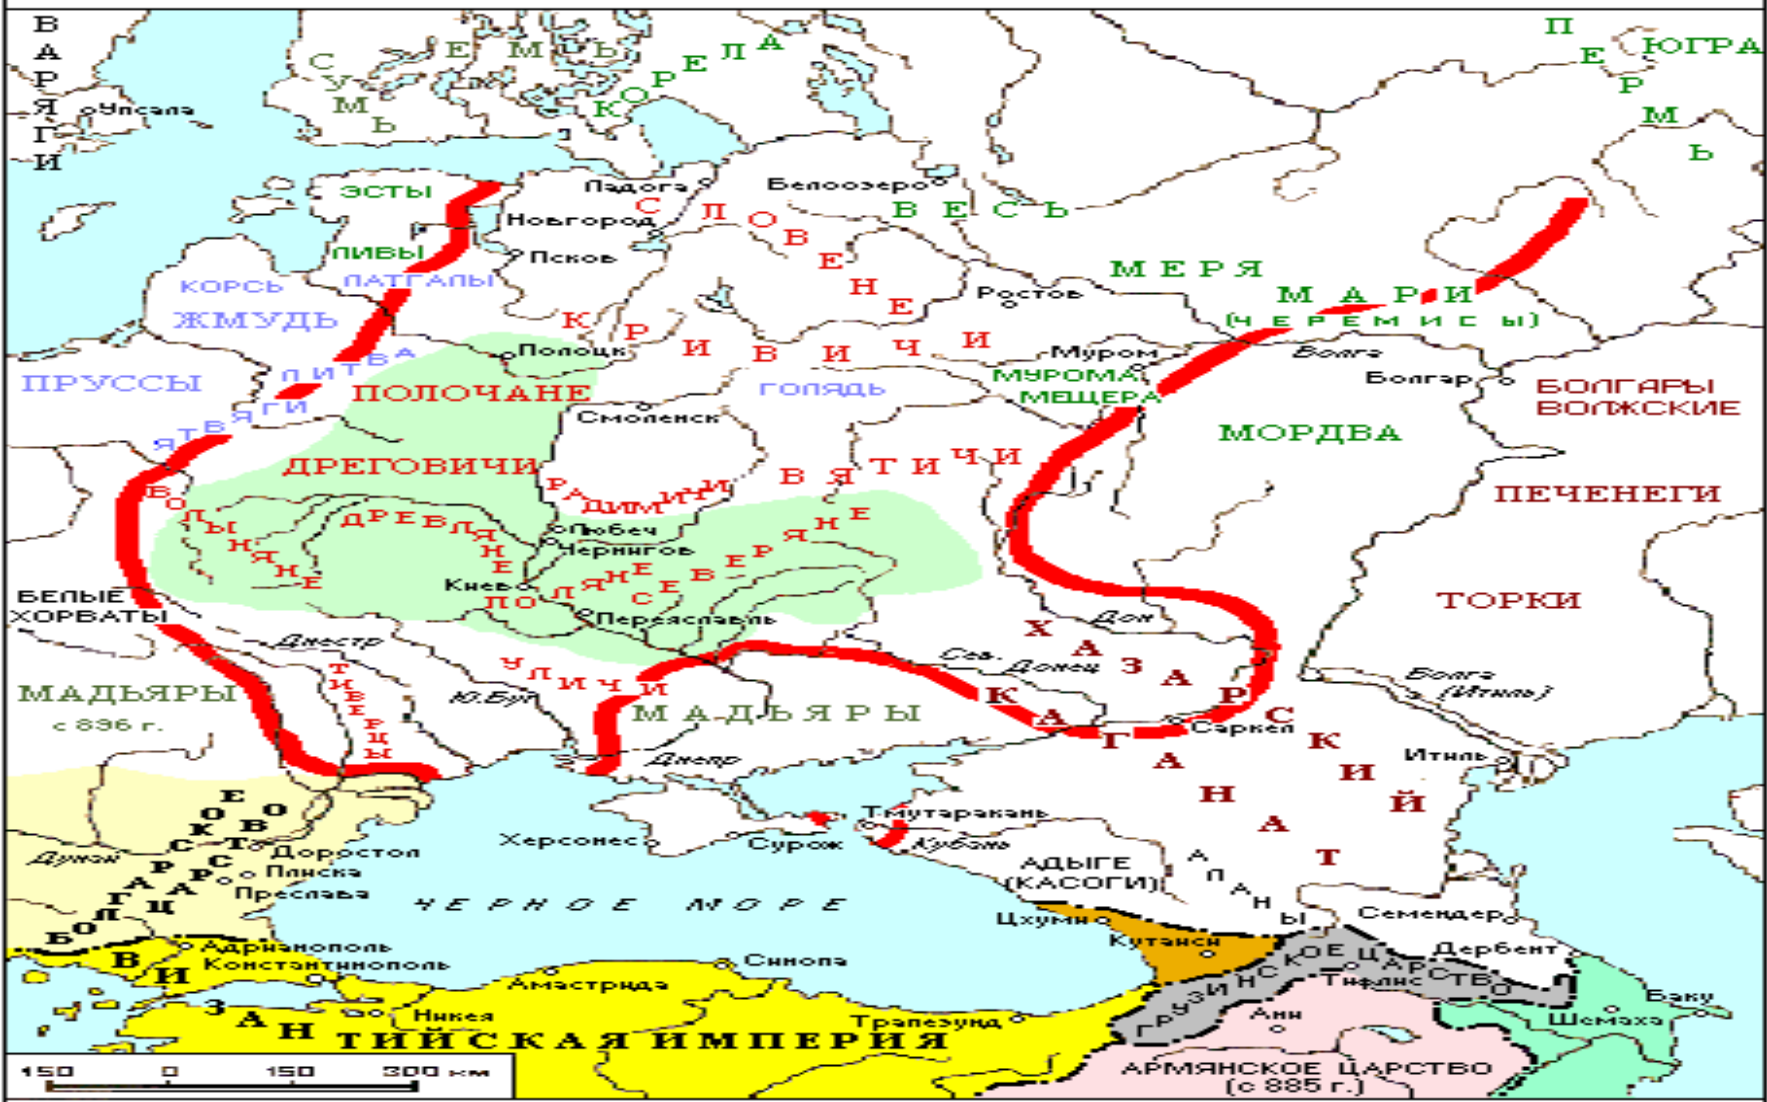 ВАРЯГИ
Упсала
СУМЬ
ЕМЬ
КОРЕЛА
ПЕРМЬ
ЮГРА
ЭСТЫ
Ладога
Белоозеро
ВЕСЬ
Новгород
СЛОВЕНЕ
ЛИВЫ
Псков
ЛАТГАЛЫ
КОРСЬ
ЖМУДЬ
МЕРЯ
Ростов
МАРИ
(ЧЕРЕМИСЫ)
КРИВИЧИ
Полоцк
ЛИТВА
ПРУССЫ
ПОЛОЧАНЕ
ГОЛЯДЬ
Муром
МУРОМА
МЕЩЕРА
Волга
Болгар
БОЛГАРЫ
ВОЛЖСКИЕ
ЯТВЯГИ
Смоленск
МОРДВА
ДРЕГОВИЧИ
РАДИМИЧИ
ВЯТИЧИ
ПЕЧЕНЕГИ
ВОЛЫНЯНЕ
ДРЕВЛЯНЕ
Любеч
Чернигов
СЕВЕРЯНЕ
Киев
ПОЛЯНЕ
Переяславль
БЕЛЫЕ
ХОРВАТЫ
ТОРКИ
Днестр
Дон
ХАЗАРСКИЙ
Сев. Донец
УЛИЧИ
ТИВЕРЦЫ
Ю.Буг
Волга
(Итиль)
МАДЬЯРЫ
с 896 г.
МАДЬЯРЫ
КАГАНАТ
Саркел
Днепр
Итиль
БОЛГАРСКОЕ
ЦАРСТВО
Дунай
Доростол
Плиска
Преслава
Херсонес
Сурож
Тмутаракань
Кубань
АДЫГЕ
(КАСОГИ)
АЛАНЫ
ЧЕРНОЕ МОРЕ
Цхуми
Кутаиси
Семендер
Дербент
ГРУЗИНСКОЕ ЦАРСТВО
Тифлис
Адрианополь
Константинополь
Амастрида
Синопа
Никея
Трапезунд
ВИЗАНТИЙСКАЯ ИМПЕРИЯ
Ани
Баку
Шемаха
АРМЯНСКОЕ ЦАРСТВО
(с 885 г.)
150 0 150 300 км